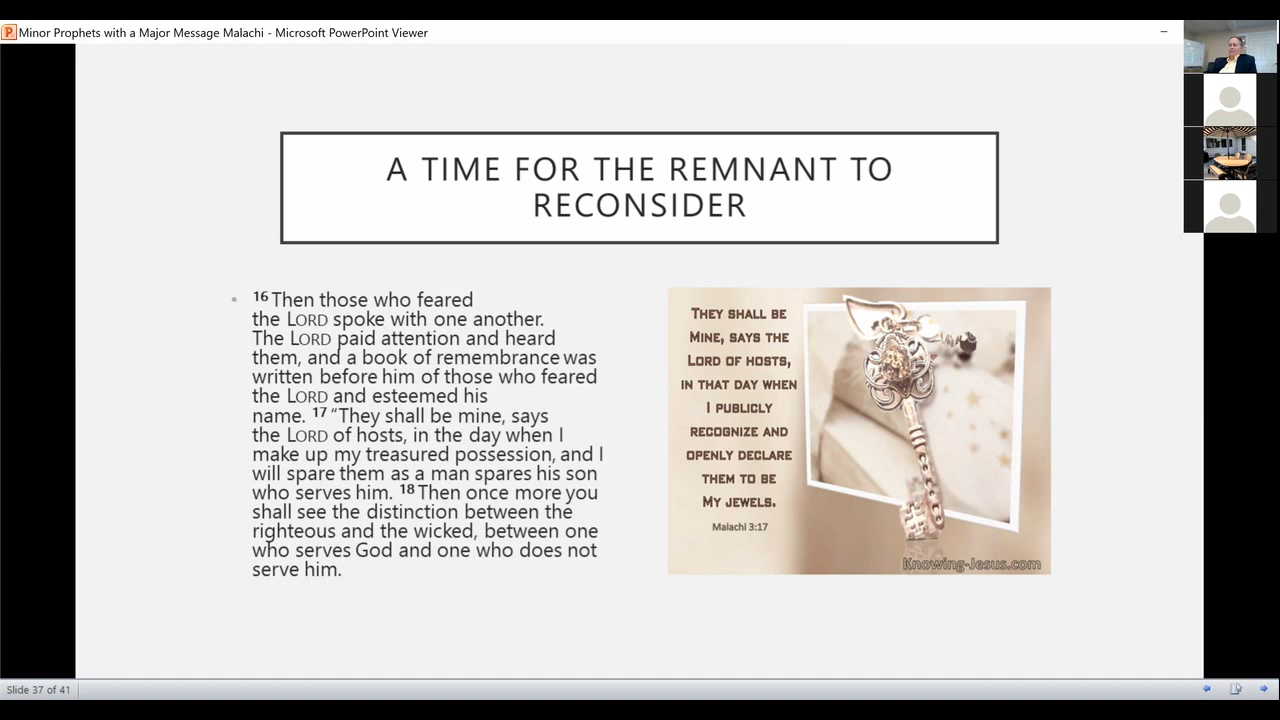 Minor Prophets with a Major Message Malachi - Microsoft PowerPoint Viewer
A TIME FOR THE REMNANT TO
RECONSIDER
• 16 Then those who feared
the LORD spoke with one another.
The LORD paid attention and heard
them, and a book of remembrance was
written before him of those who feared
the LORD and esteemed his
name. 17 “They shall be mine, says
the LORD of hosts, in the day when I
make up my treasured possession, and I
will spare them as a man spares his son
who serves him. 18 Then once more you
shall see the distinction between the
righteous and the wicked, between one
who serves God and one who does not
serve him.
THEY SHALL BE
MINE, SAYS THE
LORD OF HOSTS,
IN THAT DAY WHEN
I PUBLICLY
RECOGNIZE AND
OPENLY DECLARE
THEM TO BE
MY JEWELS.
Malachi 3:17
Knowing-Jesus.com
Slide 37 of 41